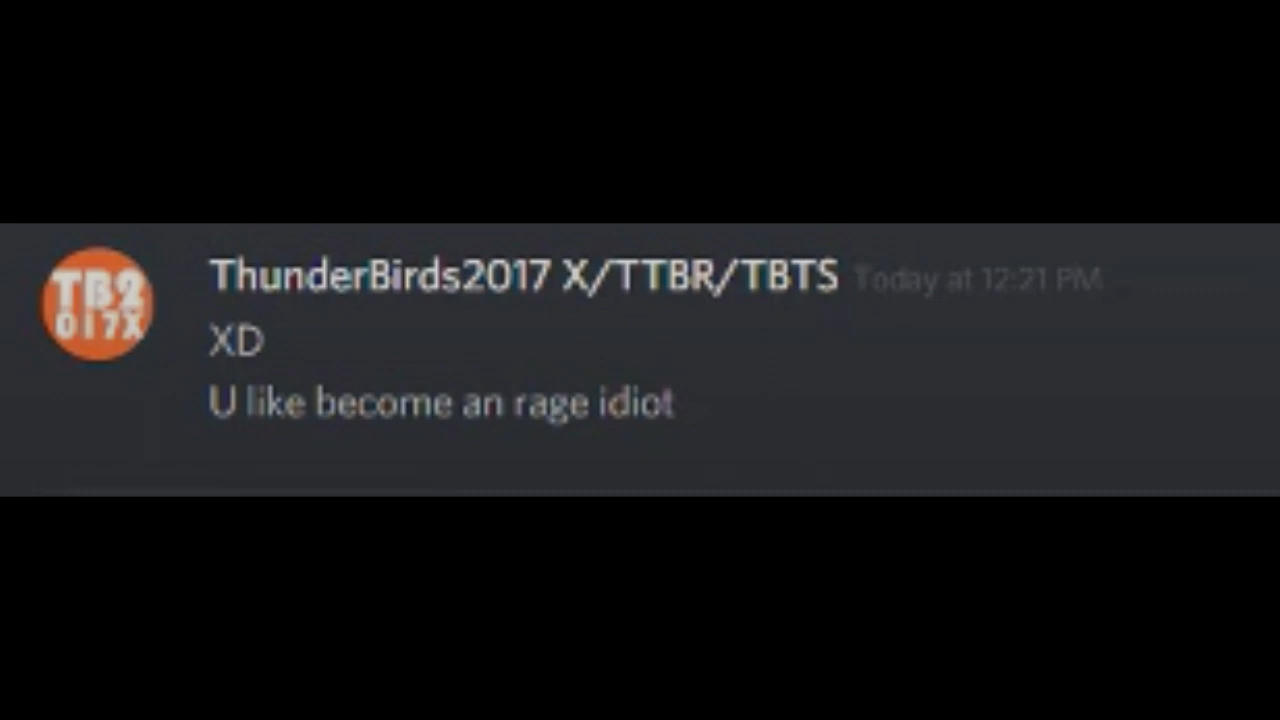 TB2
017X
ThunderBirds2017 X/TTBR/TBTS Today at 12:21 PM
XD
U like become an rage idiot